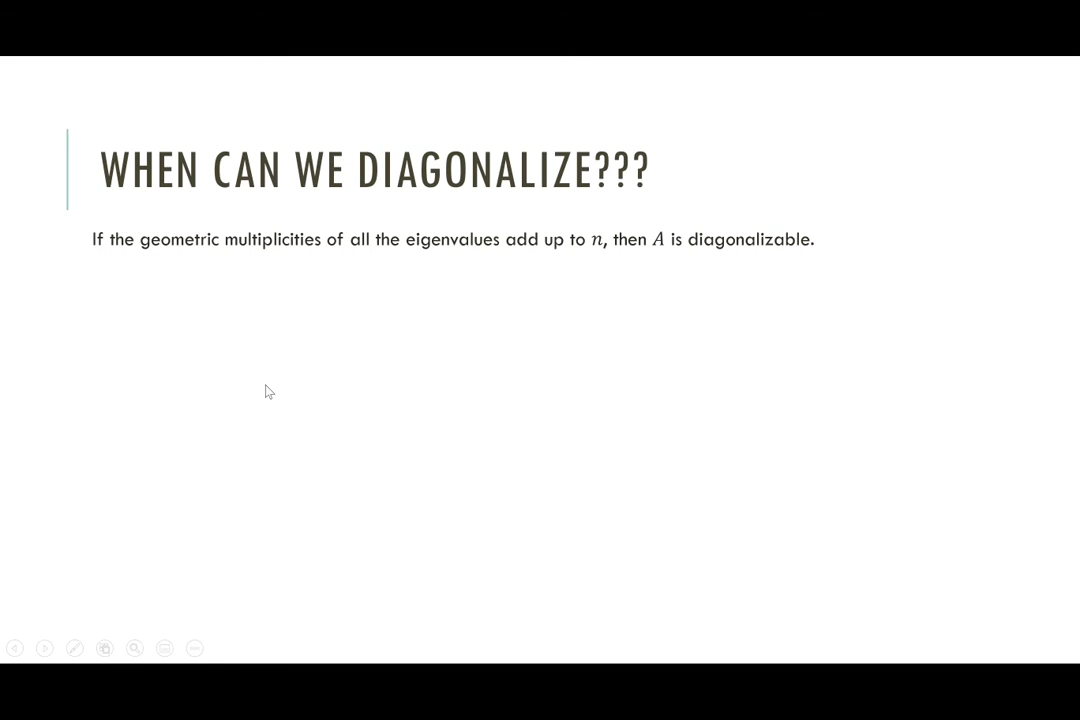 WHEN CAN WE DIAGONALIZE???
If the geometric multiplicities of all the eigenvalues add up to n, then A is diagonalizable.